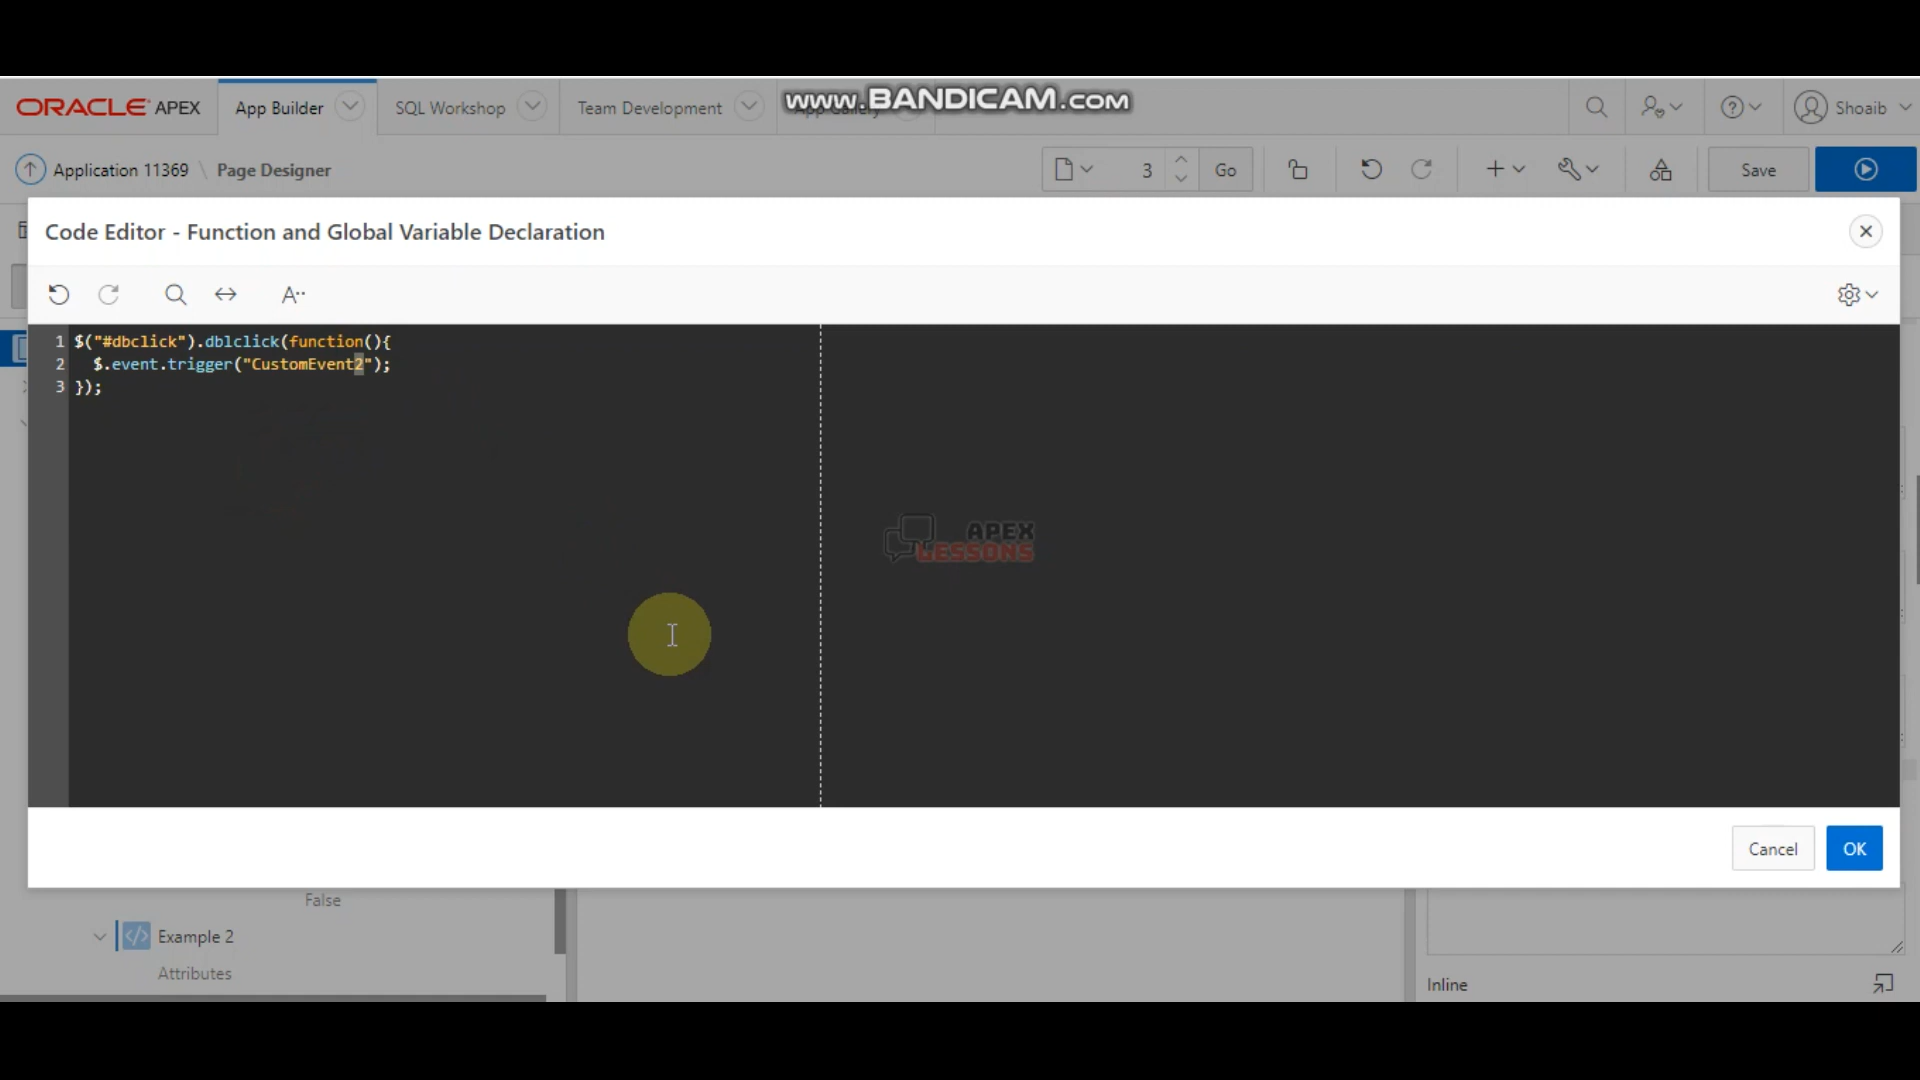 ORACLE APEX
App Builder
SQL Workshop
Team Development
App Gallery
www.BANDICAM.com
Shoaib
Application 11369 \ Page Designer
3
Go
Save
Code Editor - Function and Global Variable Declaration
A
1 $("#dbclick").dblclick(function(){
2 $.event.trigger("CustomEvent2");
3 });
APEX
LESSONS
Cancel
OK
False
Example 2
Attributes
Inline